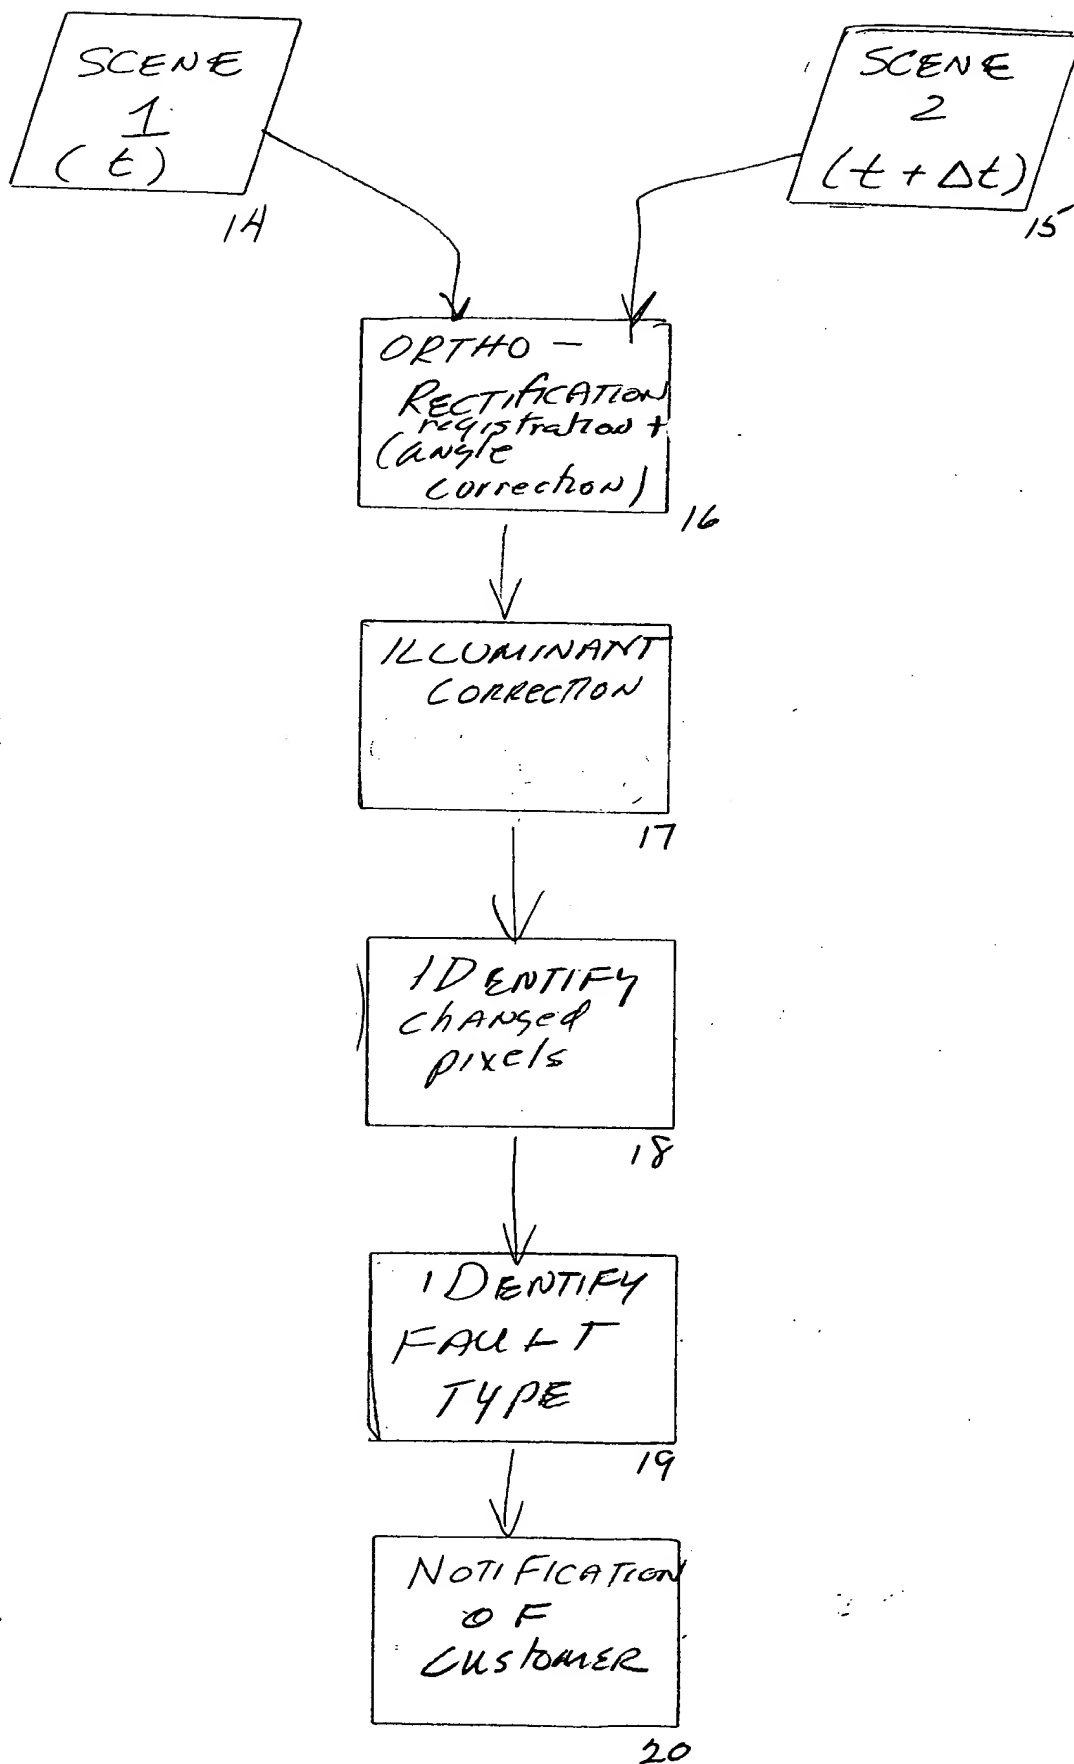 SCENE
1
(t)
14
SCENE
2
(t + Δt)
15
ORTHO -
RECTIFICATION
registration +
(angle
correction)
16
ILLUMINANT
CORRECTION
17
IDENTIFY
changed
pixels
18
IDENTIFY
FAULT
TYPE
19
NOTIFICATION
OF
CUSTOMER
20